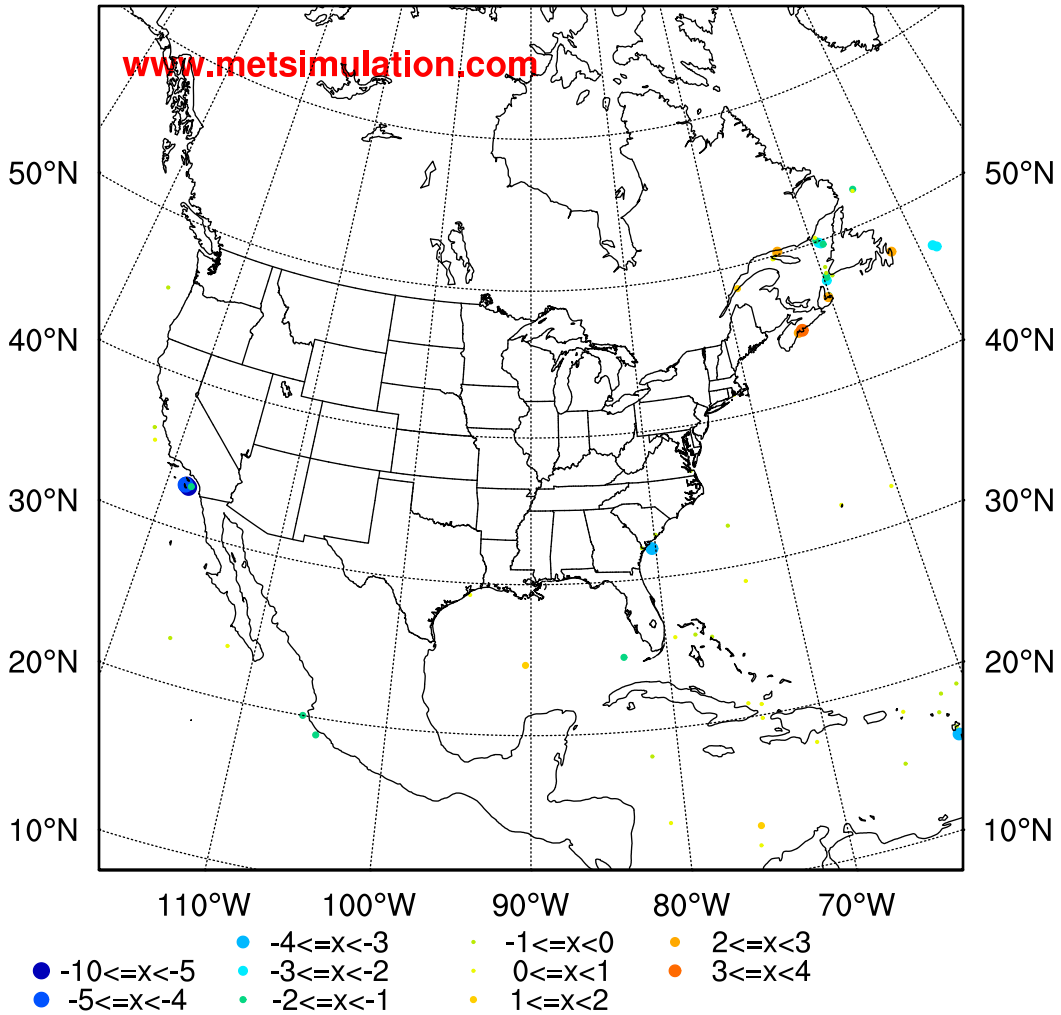 www.metsimulation.com
50°N 50°N
40°N 40°N
30°N 30°N
20°N 20°N
10°N 10°N
110°W 100°W 90°W 80°W 70°W
-4<=x<-3 -1<=x<0 2<=x<3
-10<=x<-5 -3<=x<-2 0<=x<1 3<=x<4
-5<=x<-4 -2<=x<-1 1<=x<2